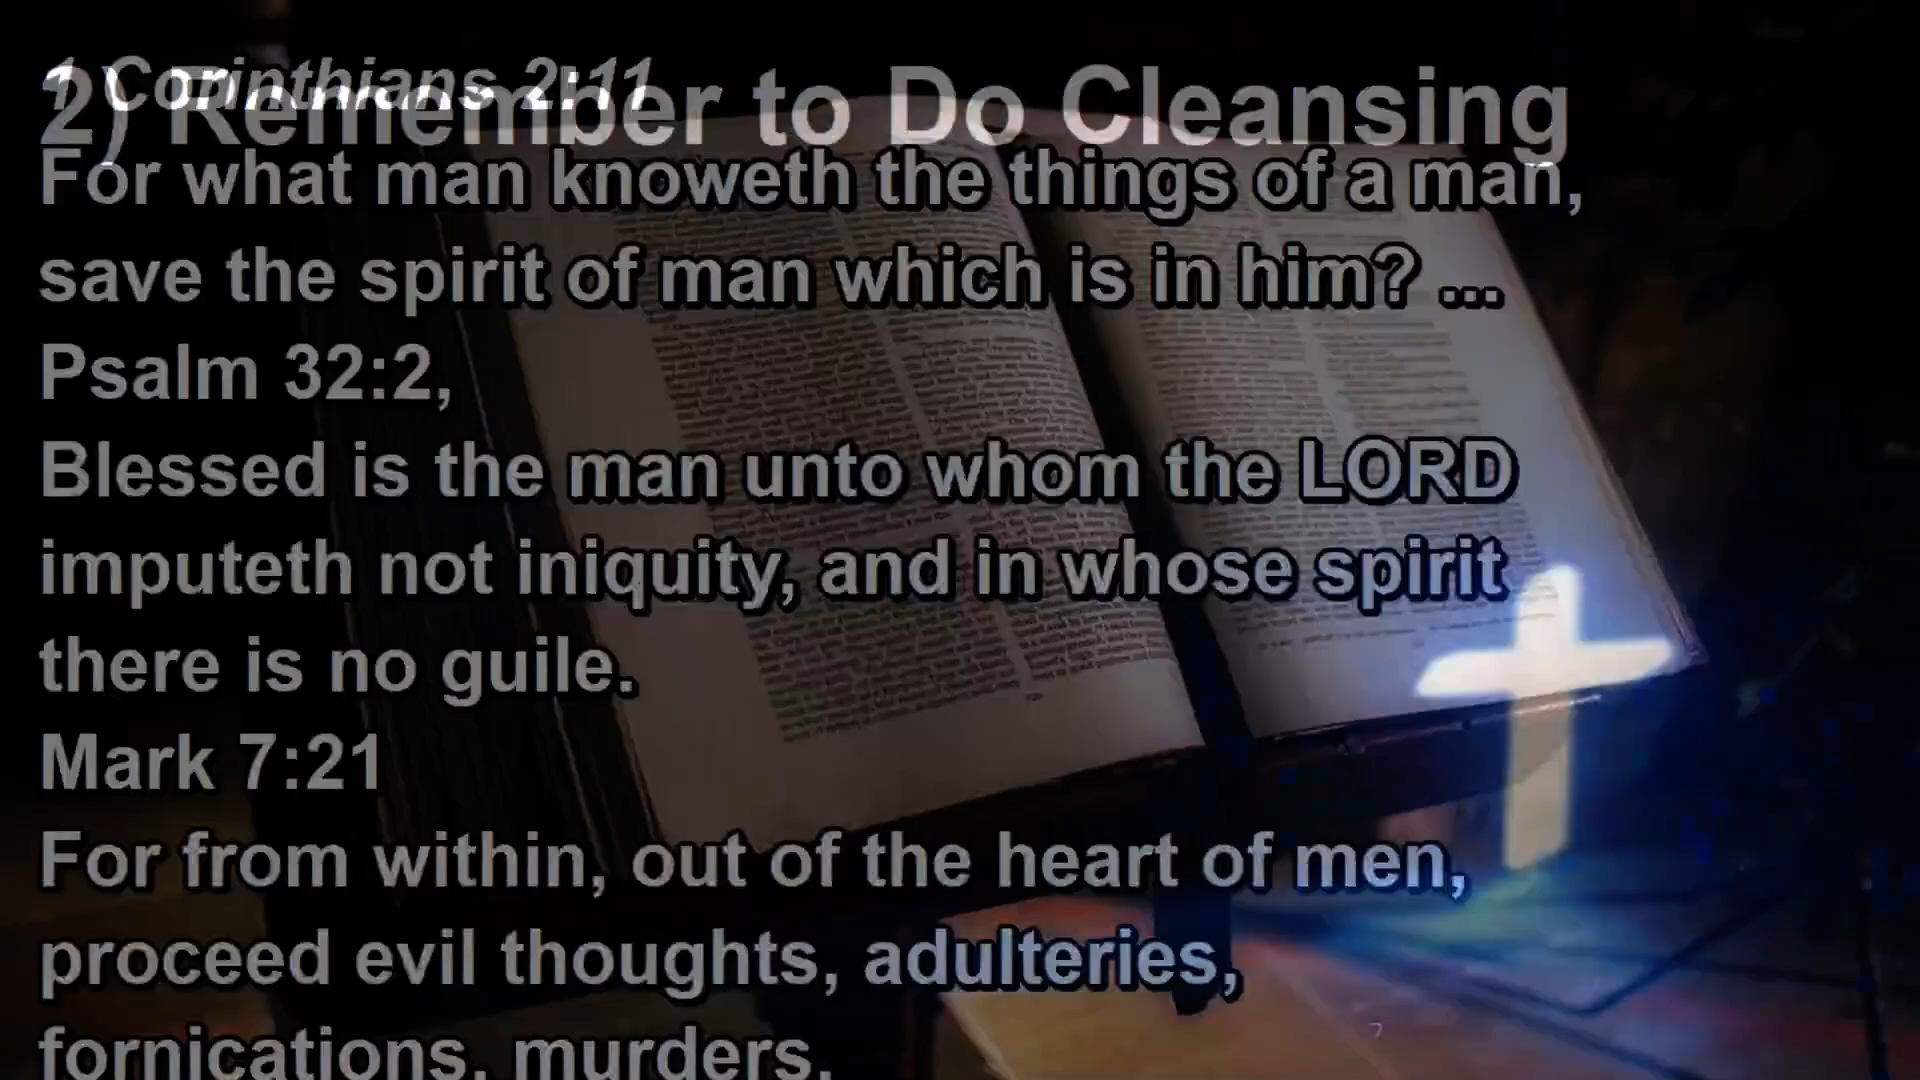 1 Corinthians 2:11
2) Remember to Do Cleansing
For what man knoweth the things of a man,
save the spirit of man which is in him? ...
Psalm 32:2,
Blessed is the man unto whom the LORD
imputeth not iniquity, and in whose spirit
there is no guile.
Mark 7:21
For from within, out of the heart of men,
proceed evil thoughts, adulteries,
fornications, murders,